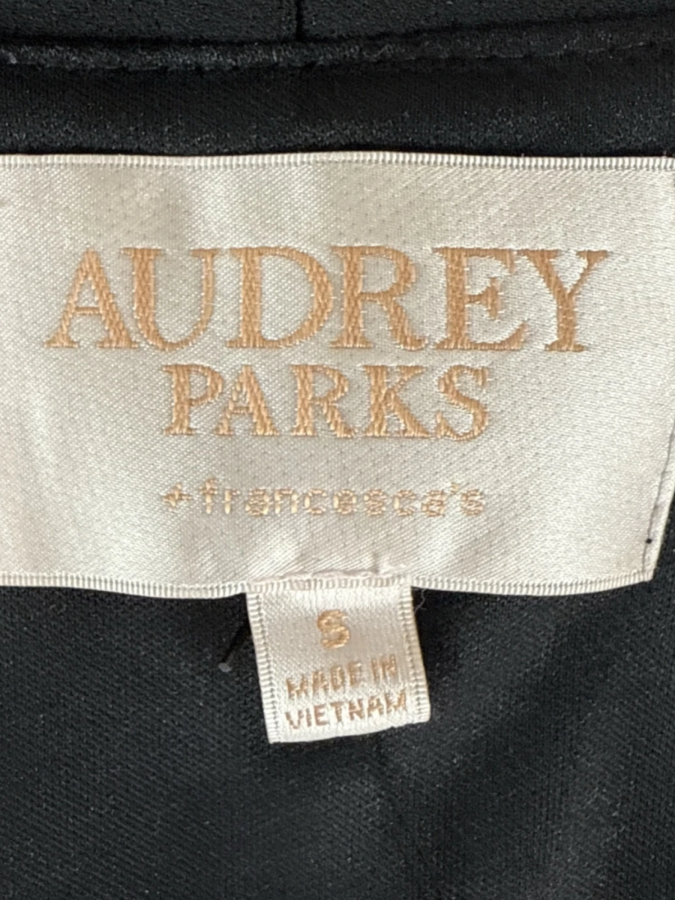 AUDREY
PARKS
+francesca's
S
MADE IN
VIETNAM